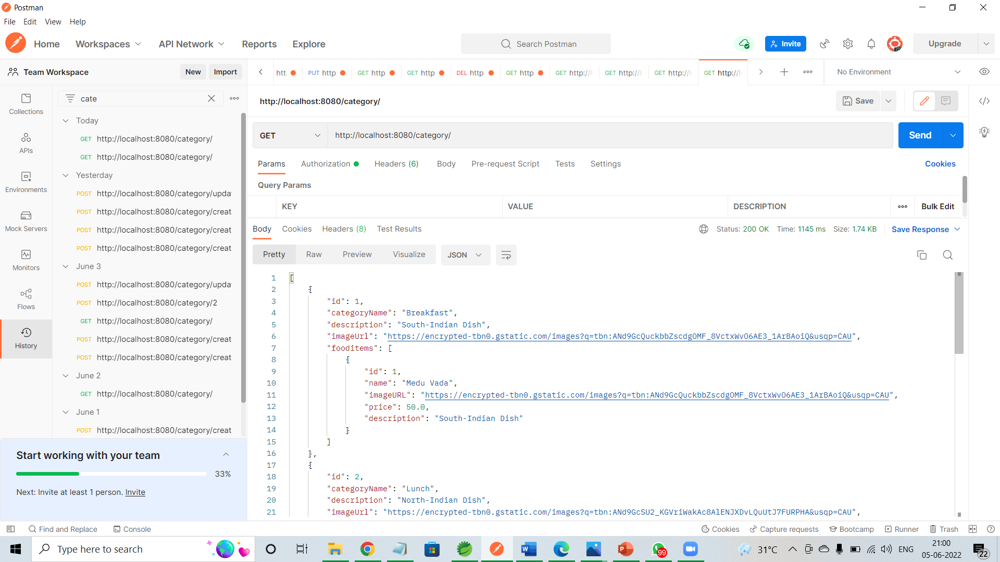 Postman
File Edit View Help
Home Workspaces API Network Reports Explore Search Postman Invite Upgrade
Team Workspace New Import
htt PUT http GET http GET http DEL http GET http GET http:// GET http:// GET http:// GET http://
No Environment
cate
http://localhost:8080/category/ Save
Collections
APIs
Environments
Mock Servers
Monitors
Flows
History
Today
GET http://localhost:8080/category/
GET http://localhost:8080/category/
Yesterday
POST http://localhost:8080/category/upda
POST http://localhost:8080/category/creat
POST http://localhost:8080/category/creat
POST http://localhost:8080/category/creat
June 3
POST http://localhost:8080/category/upda
POST http://localhost:8080/category/2
GET http://localhost:8080/category/
POST http://localhost:8080/category/creat
POST http://localhost:8080/category/creat
June 2
GET http://localhost:8080/category/
June 1
POST http://localhost:8080/category/creat
Start working with your team
33%
Next: Invite at least 1 person. Invite
GET http://localhost:8080/category/ Send
Params Authorization Headers (6) Body Pre-request Script Tests Settings Cookies
Query Params
KEY VALUE DESCRIPTION Bulk Edit
Body Cookies Headers (8) Test Results Status: 200 OK Time: 1145 ms Size: 1.74 KB Save Response
Pretty Raw Preview Visualize JSON
1 [
2 {
3 "id": 1,
4 "categoryName": "Breakfast",
5 "description": "South-Indian Dish",
6 "imageUrl": "https://encrypted-tbn0.gstatic.com/images?q=tbn:ANd9GcQuckbbZscdgOMF_8VctxWvO6AE3_1ArBAoiQ&usqp=CAU",
7 "fooditems": [
8 {
9 "id": 1,
10 "name": "Medu Vada",
11 "imageURL": "https://encrypted-tbn0.gstatic.com/images?q=tbn:ANd9GcQuckbbZscdgOMF_8VctxWvO6AE3_1ArBAoiQ&usqp=CAU",
12 "price": 50.0,
13 "description": "South-Indian Dish"
14 }
15 ]
16 },
17 {
18 "id": 2,
19 "categoryName": "Lunch",
20 "description": "North-Indian Dish",
21 "imageUrl": "https://encrypted-tbn0.gstatic.com/images?q=tbn:ANd9GcSU2_KGVriWakAc8AlENJXDvLQuUtJ7FURPHA&usqp=CAU",
Find and Replace Console Cookies Capture requests Bootcamp Runner Trash
Type here to search 99 31°C ENG 21:00
05-06-2022 22